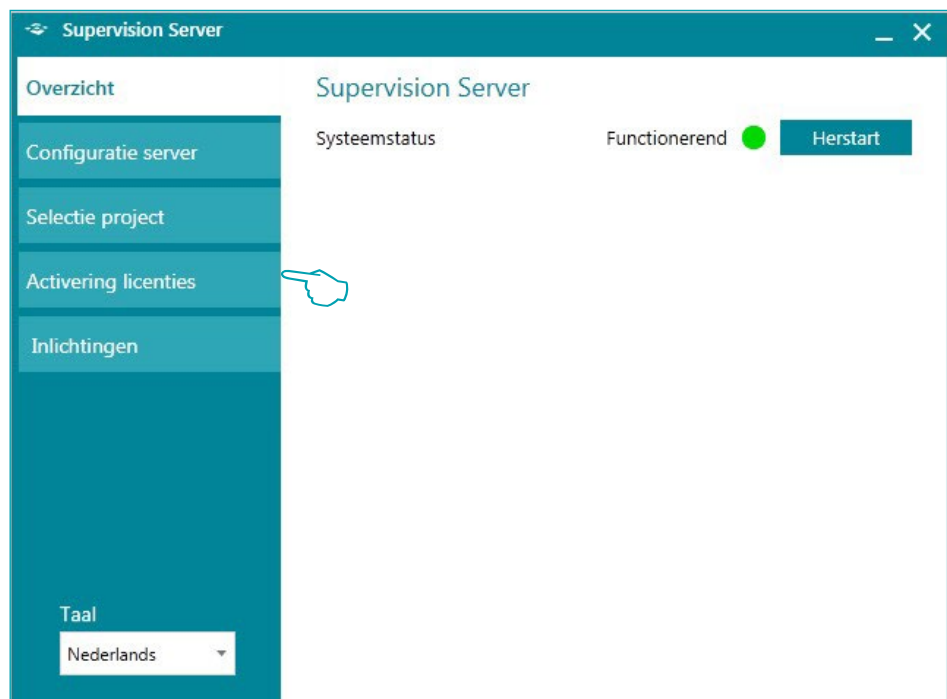 Supervision Server
Overzicht
Configuratie server
Selectie project
Activering licenties
Inlichtingen
Taal
Nederlands
Supervision Server
Systeemstatus Functionerend Herstart